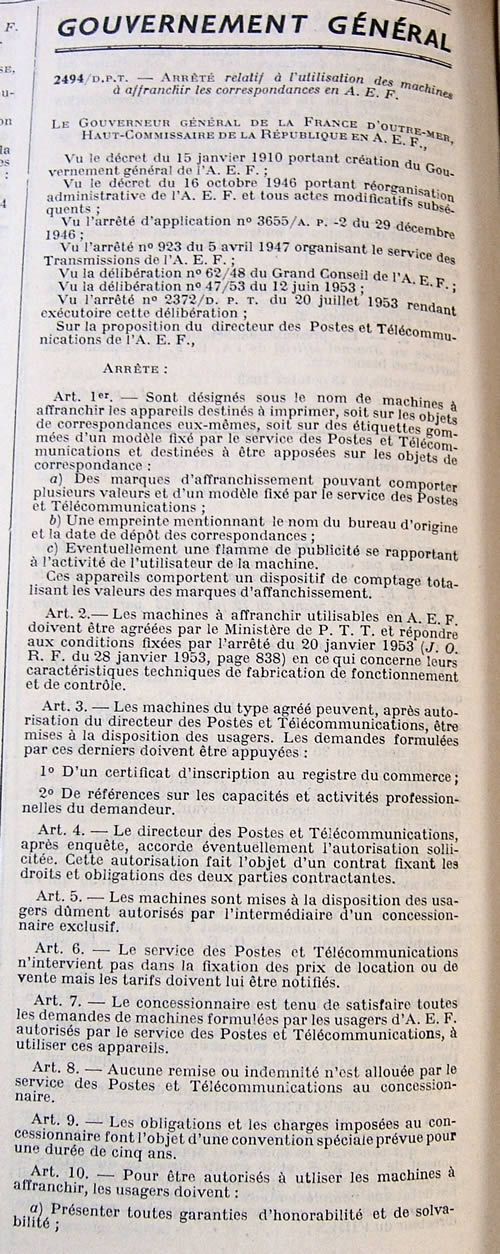 F.
GOUVERNEMENT GÉNÉRAL
2494/D.P.T. — ARRÊTÉ relatif à l'utilisation des machines
à affranchir les correspondances en A. E. F.
LE GOUVERNEUR GÉNÉRAL DE LA FRANCE D'OUTRE-MER,
HAUT-COMMISSAIRE DE LA RÉPUBLIQUE EN A. E. F.,
Vu le décret du 15 janvier 1910 portant création du Gou-
vernement général de l'A. E. F. ;
Vu le décret du 16 octobre 1946 portant réorganisation
administrative de l'A. E. F. et tous actes modificatifs subsé-
quents ;
Vu l'arrêté d'application nº 3655/A. P. -2 du 29 décembre
1946 ;
Vu l'arrêté nº 923 du 5 avril 1947 organisant le service des
Transmissions de l'A. E. F. ;
Vu la délibération nº 62/48 du Grand Conseil de l'A. E. F. ;
Vu la délibération nº 47/53 du 12 juin 1953 ;
Vu l'arrêté nº 2372/D. P. T. du 20 juillet 1953 rendant
exécutoire cette délibération ;
Sur la proposition du directeur des Postes et Télécommu-
nications de l'A. E. F.,
ARRÊTE :
Art. 1er. — Sont désignés sous le nom de machines à
affranchir les appareils destinés à imprimer, soit sur les objets
de correspondances eux-mêmes, soit sur des étiquettes gom-
mées d'un modèle fixé par le service des Postes et Télécom-
munications et destinées à être apposées sur les objets de
correspondance :
a) Des marques d'affranchissement pouvant comporter
plusieurs valeurs et d'un modèle fixé par le service des Postes
et Télécommunications ;
b) Une empreinte mentionnant le nom du bureau d'origine
et la date de dépôt des correspondances ;
c) Eventuellement une flamme de publicité se rapportant
à l'activité de l'utilisateur de la machine.
Ces appareils comportent un dispositif de comptage tota-
lisant les valeurs des marques d'affanchissement.
Art. 2.— Les machines à affranchir utilisables en A. E. F.
doivent être agréées par le Ministère de P. T. T. et répondre
aux conditions fixées par l'arrêté du 20 janvier 1953 (J. O.
R. F. du 28 janvier 1953, page 838) en ce qui concerne leurs
caractéristiques techniques de fabrication de fonctionnement
et de contrôle.
Art. 3. — Les machines du type agréé peuvent, après auto-
risation du directeur des Postes et Télécommunications, être
mises à la disposition des usagers. Les demandes formulées
par ces derniers doivent être appuyées :
1º D'un certificat d'inscription au registre du commerce ;
2º De références sur les capacités et activités profession-
nelles du demandeur.
Art. 4. — Le directeur des Postes et Télécommunications,
après enquête, accorde éventuellement l'autorisation solli-
citée. Cette autorisation fait l'objet d'un contrat fixant les
droits et obligations des deux parties contractantes.
Art. 5. — Les machines sont mises à la disposition des usa-
gers dûment autorisés par l'intermédiaire d'un concession-
naire exclusif.
Art. 6. — Le service des Postes et Télécommunications
n'intervient pas dans la fixation des prix de location ou de
vente mais les tarifs doivent lui être notifiés.
Art. 7. — Le concessionnaire est tenu de satisfaire toutes
les demandes de machines formulées par les usagers d'A. E. F.
autorisés par le service des Postes et Télécommunications, à
utiliser ces appareils.
Art. 8. — Aucune remise ou indemnité n'est allouée par le
service des Postes et Télécommunications au concession-
naire.
Art. 9. — Les obligations et les charges imposées au con-
cessionnaire font l'objet d'une convention spéciale prévue pour
une durée de cinq ans.
Art. 10. — Pour être autorisés à utliser les machines à
affranchir, les usagers doivent :
a) Présenter toutes garanties d'honorabilité et de solva-
bilité ;